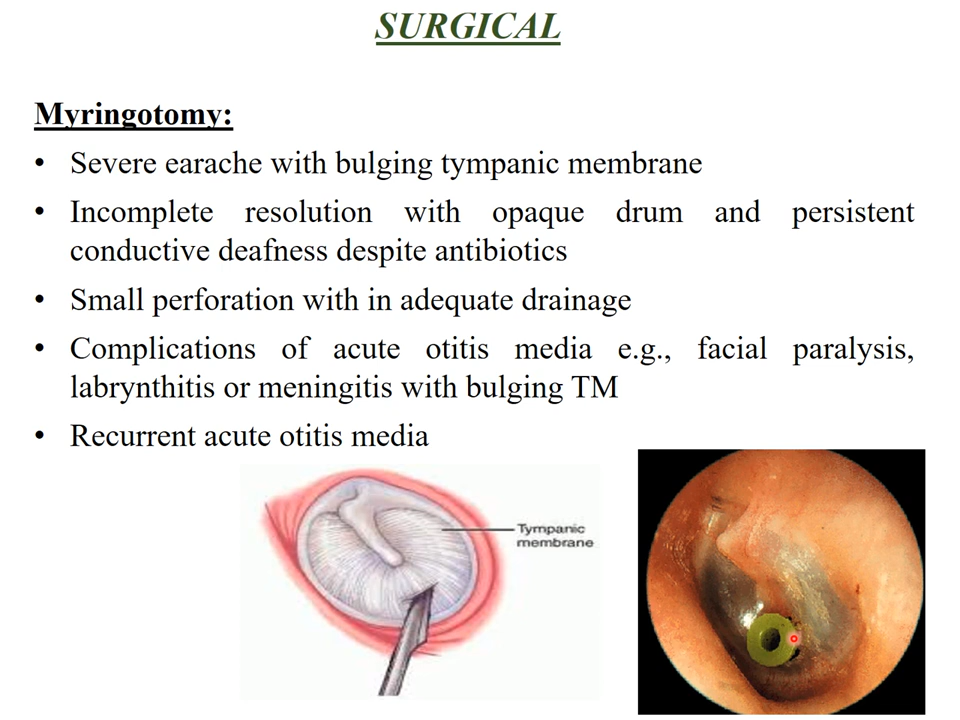 SURGICAL
Myringotomy:
• Severe earache with bulging tympanic membrane
• Incomplete resolution with opaque drum and persistent
conductive deafness despite antibiotics
• Small perforation with in adequate drainage
• Complications of acute otitis media e.g., facial paralysis,
labrynthitis or meningitis with bulging TM
• Recurrent acute otitis media
Tympanic
membrane